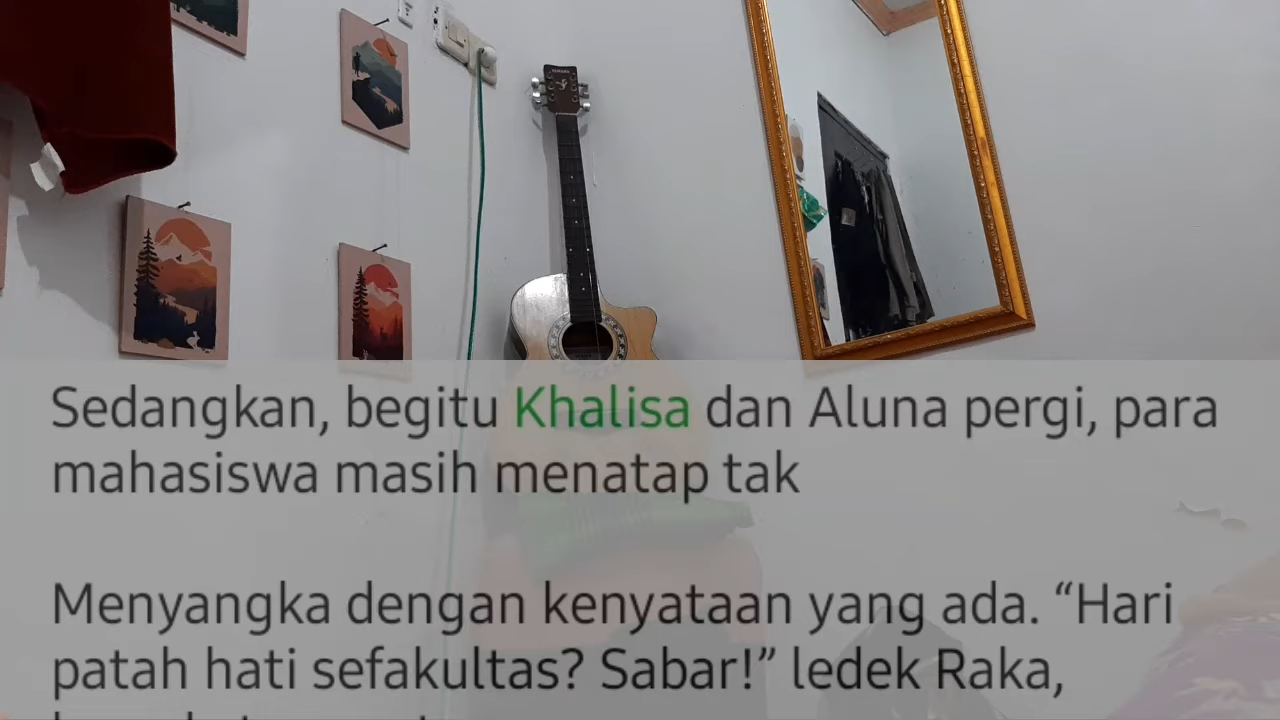 YAMAHA
Sedangkan, begitu Khalisa dan Aluna pergi, para
mahasiswa masih menatap tak
Menyangka dengan kenyataan yang ada. “Hari
patah hati sefakultas? Sabar!” ledek Raka,